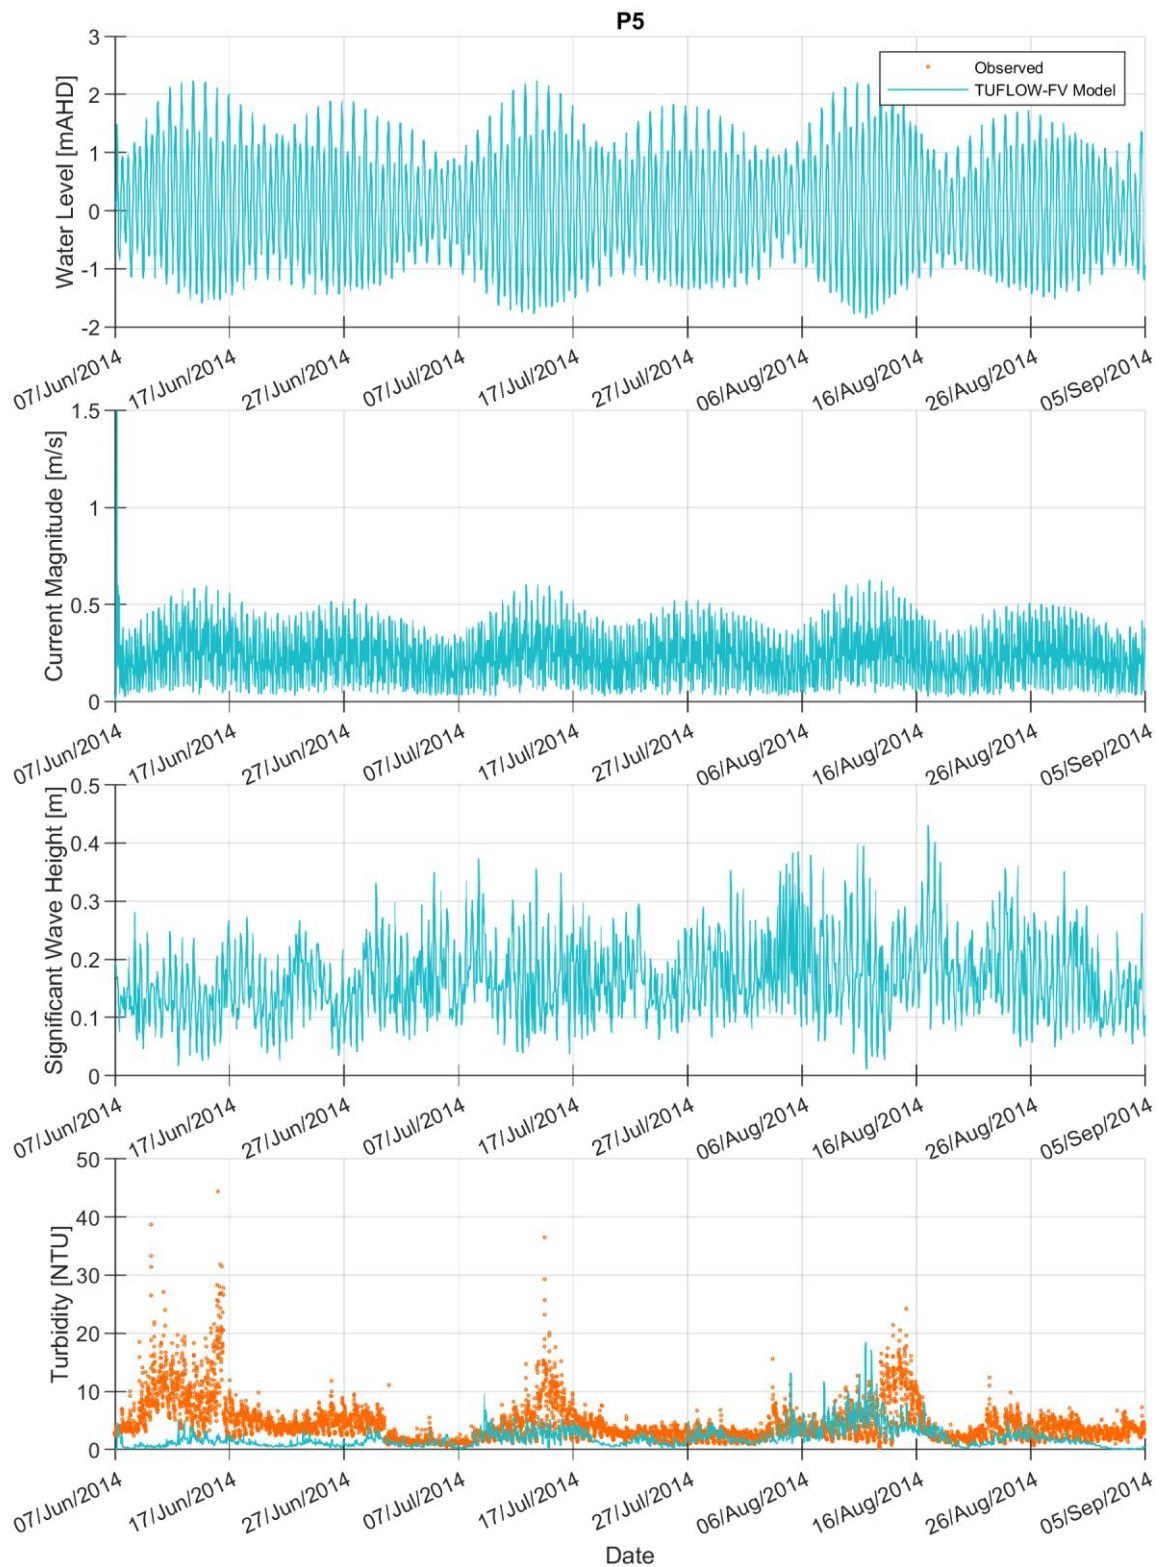 P5
Water Level [mAHD]
3
2
1
0
-1
-2
Observed
TUFLOW-FV Model
07/Jun/2014
17/Jun/2014
27/Jun/2014
07/Jul/2014
17/Jul/2014
27/Jul/2014
06/Aug/2014
16/Aug/2014
26/Aug/2014
05/Sep/2014
Current Magnitude [m/s]
1.5
1
0.5
0
07/Jun/2014
17/Jun/2014
27/Jun/2014
07/Jul/2014
17/Jul/2014
27/Jul/2014
06/Aug/2014
16/Aug/2014
26/Aug/2014
05/Sep/2014
Significant Wave Height [m]
0.5
0.4
0.3
0.2
0.1
0
07/Jun/2014
17/Jun/2014
27/Jun/2014
07/Jul/2014
17/Jul/2014
27/Jul/2014
06/Aug/2014
16/Aug/2014
26/Aug/2014
05/Sep/2014
Turbidity [NTU]
50
40
30
20
10
0
07/Jun/2014
17/Jun/2014
27/Jun/2014
07/Jul/2014
17/Jul/2014
27/Jul/2014
06/Aug/2014
16/Aug/2014
26/Aug/2014
05/Sep/2014
Date